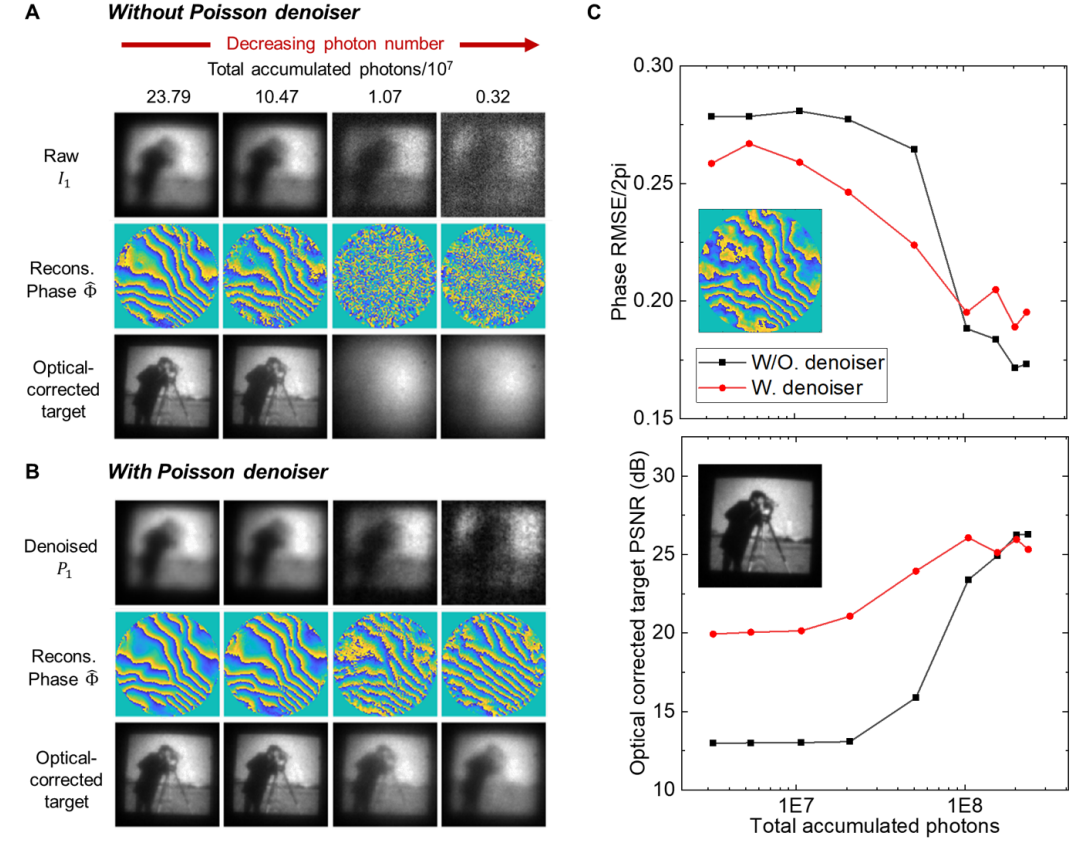 A
Without Poisson denoiser
Decreasing photon number
Total accumulated photons/10⁷
23.79 10.47 1.07 0.32
Raw
I₁
Recons.
Phase Φ̂
Optical-
corrected
target
B
With Poisson denoiser
Denoised
P₁
Recons.
Phase Φ̂
Optical-
corrected
target
C
0.30
0.25
0.20
0.15
Phase RMSE/2pi
W/O. denoiser
W. denoiser
30
25
20
15
10
Optical corrected target PSNR (dB)
1E7 1E8
Total accumulated photons